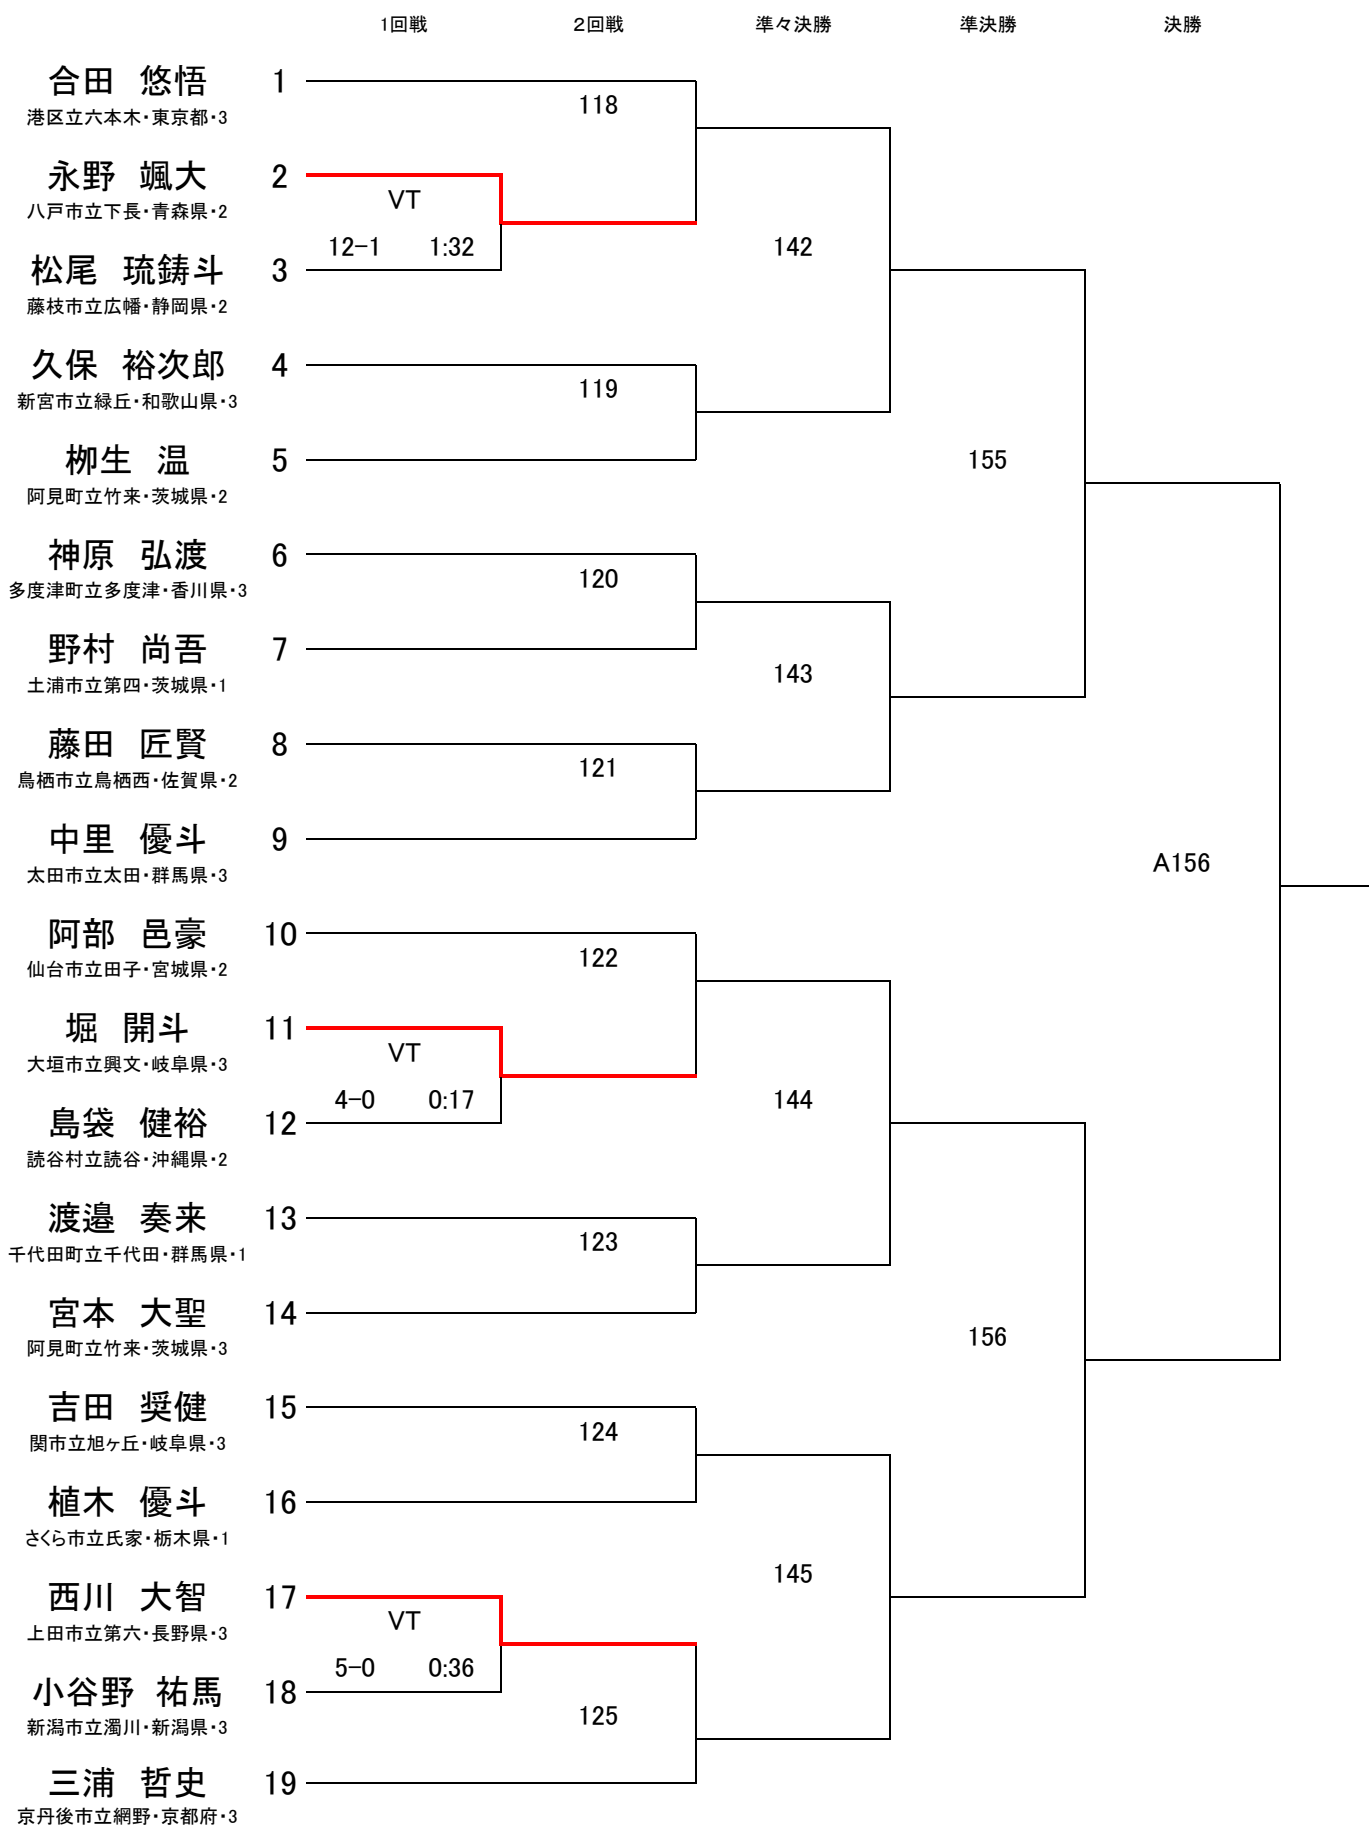 1回戦 2回戦 準々決勝 準決勝 決勝
合田 悠悟 1
港区立六本木・東京都・3
118
永野 颯大 2
八戸市立下長・青森県・2
VT
12-1 1:32
142
松尾 琉鋳斗 3
藤枝市立広幡・静岡県・2
久保 裕次郎 4
新宮市立緑丘・和歌山県・3
119
栁生 温 5
阿見町立竹来・茨城県・2
155
神原 弘渡 6
多度津町立多度津・香川県・3
120
野村 尚吾 7
土浦市立第四・茨城県・1
143
藤田 匠賢 8
鳥栖市立鳥栖西・佐賀県・2
121
中里 優斗 9
太田市立太田・群馬県・3
A156
阿部 邑豪 10
仙台市立田子・宮城県・2
122
堀 開斗 11
大垣市立興文・岐阜県・3
VT
4-0 0:17
144
島袋 健裕 12
読谷村立読谷・沖縄県・2
渡邉 奏来 13
千代田町立千代田・群馬県・1
123
宮本 大聖 14
阿見町立竹来・茨城県・3
156
吉田 奨健 15
関市立旭ヶ丘・岐阜県・3
124
植木 優斗 16
さくら市立氏家・栃木県・1
145
西川 大智 17
上田市立第六・長野県・3
VT
5-0 0:36
小谷野 祐馬 18
新潟市立濁川・新潟県・3
125
三浦 哲史 19
京丹後市立網野・京都府・3